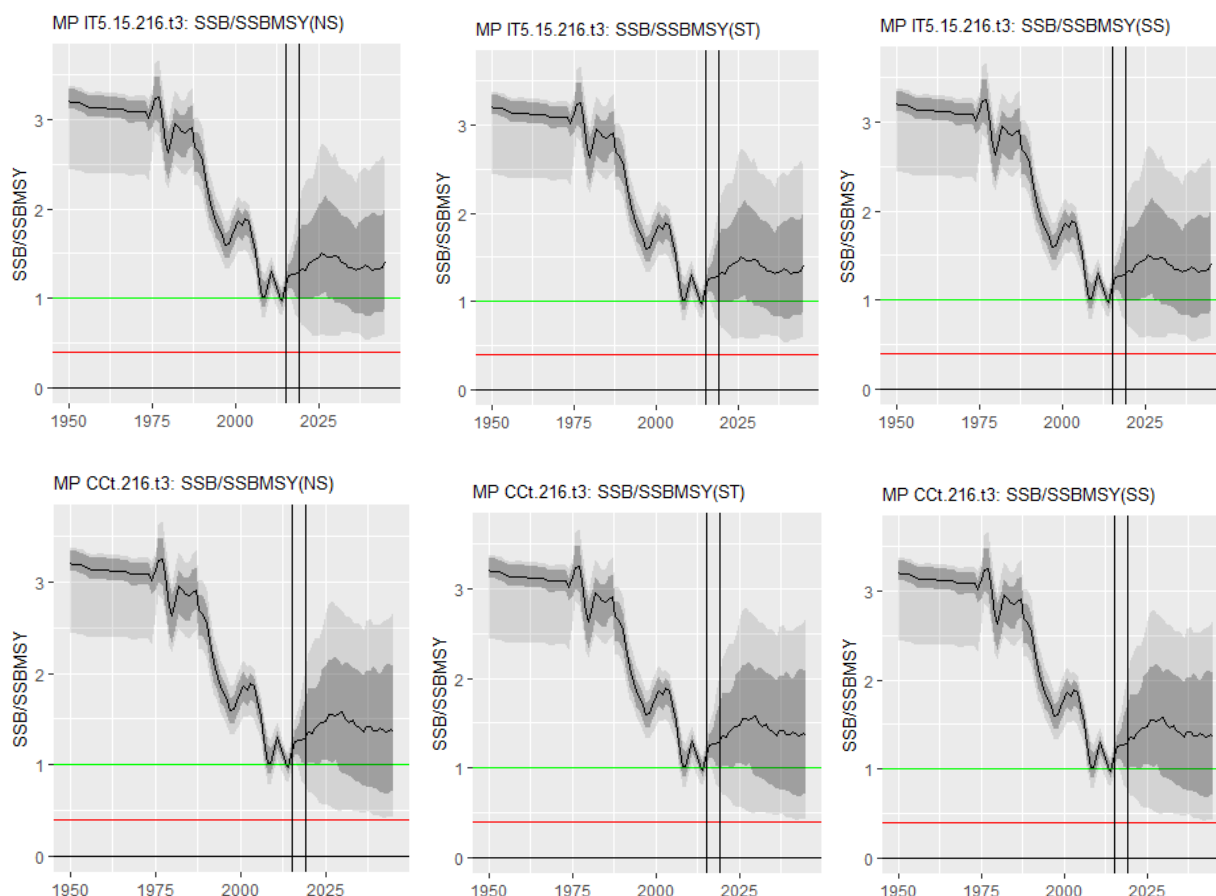 MP IT5.15.216.t3: SSB/SSBMSY(NS)
SSB/SSBMSY
3
2
1
0
1950 1975 2000 2025
MP IT5.15.216.t3: SSB/SSBMSY(ST)
SSB/SSBMSY
3
2
1
0
1950 1975 2000 2025
MP IT5.15.216.t3: SSB/SSBMSY(SS)
SSB/SSBMSY
3
2
1
0
1950 1975 2000 2025
MP CCt.216.t3: SSB/SSBMSY(NS)
SSB/SSBMSY
3
2
1
0
1950 1975 2000 2025
MP CCt.216.t3: SSB/SSBMSY(ST)
SSB/SSBMSY
3
2
1
0
1950 1975 2000 2025
MP CCt.216.t3: SSB/SSBMSY(SS)
SSB/SSBMSY
3
2
1
0
1950 1975 2000 2025